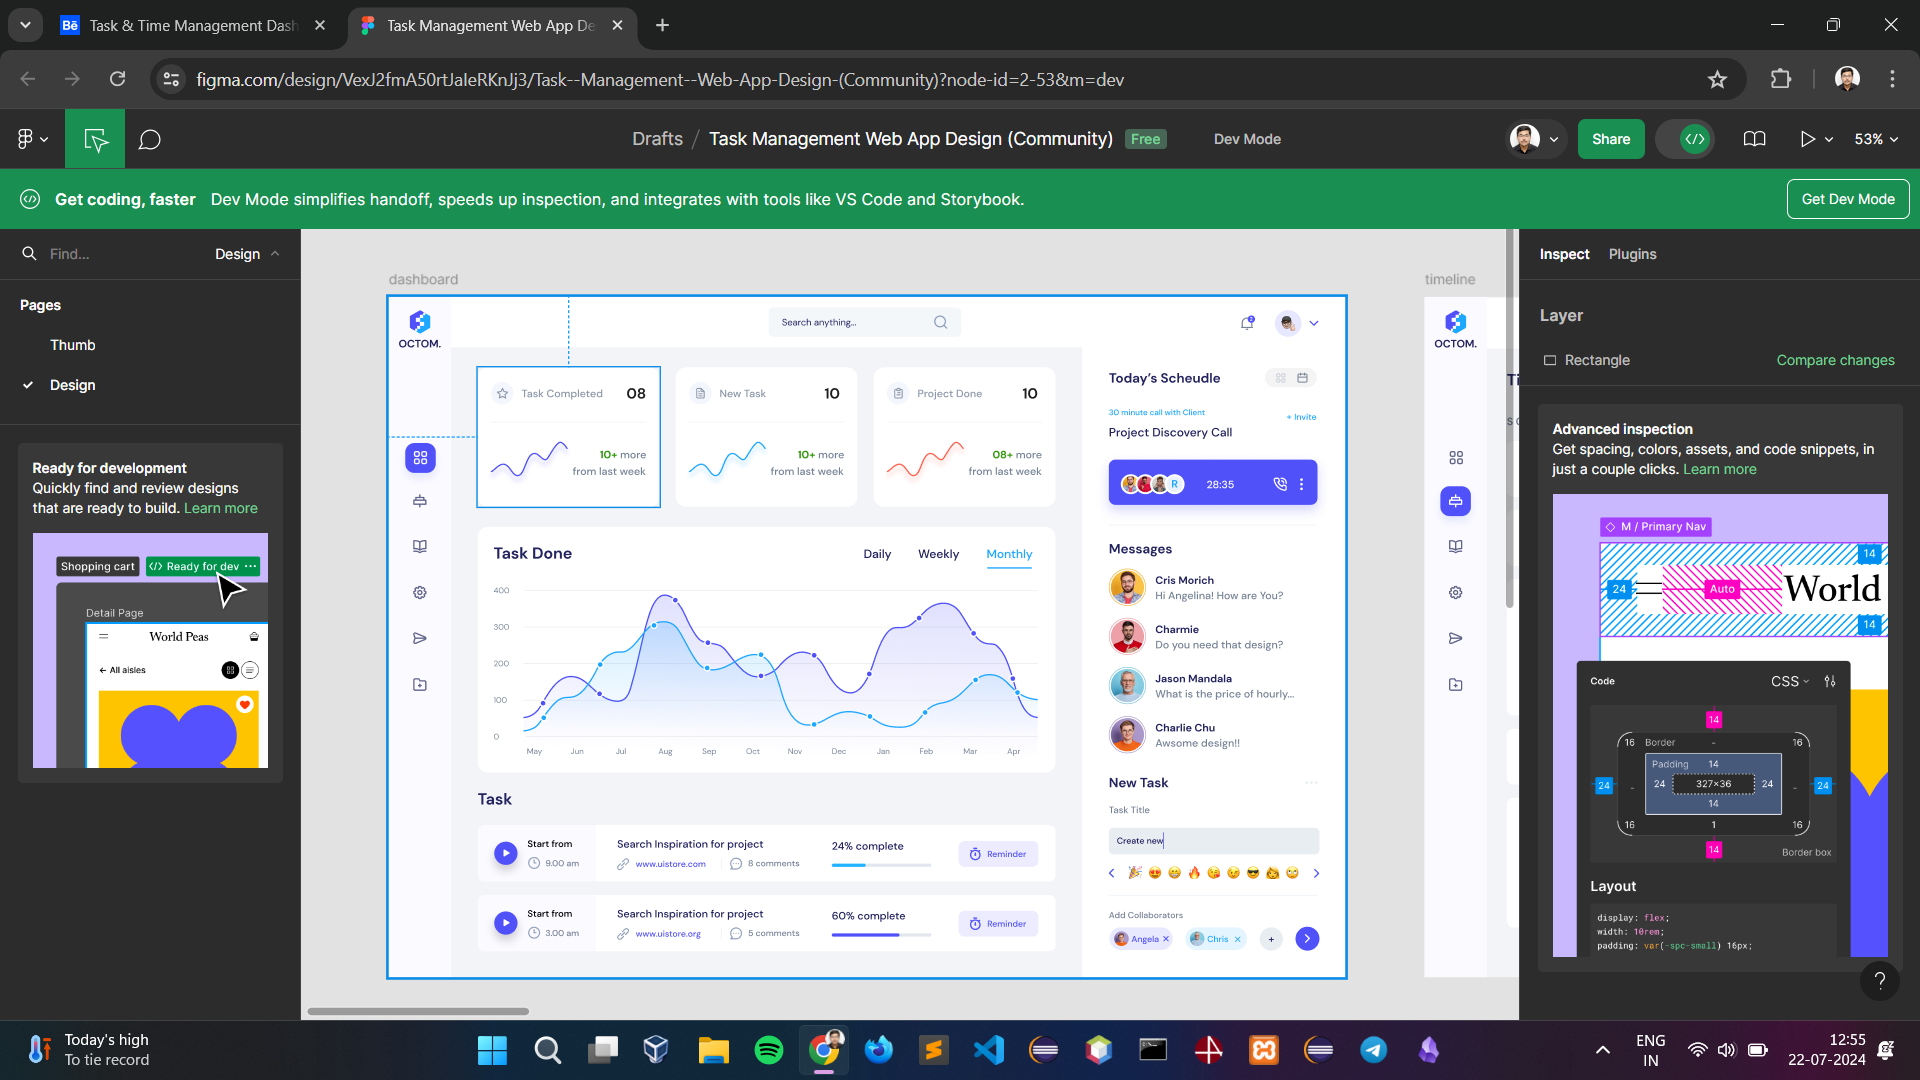 Task & Time Management Dash
Task Management Web App De
figma.com/design/VexJ2fmA50rtJaIeRKnJj3/Task--Management--Web-App-Design-(Community)?node-id=2-53&m=dev
Drafts / Task Management Web App Design (Community) Free
Dev Mode
Share
53%
Get coding, faster Dev Mode simplifies handoff, speeds up inspection, and integrates with tools like VS Code and Storybook.
Get Dev Mode
Find...
Design
Pages
Thumb
Design
Ready for development
Quickly find and review designs
that are ready to build. Learn more
Shopping cart
Ready for dev
Detail Page
World Peas
All aisles
dashboard
OCTOM.
Search anything...
Task Completed 08
10+ more
from last week
New Task 10
10+ more
from last week
Project Done 10
08+ more
from last week
Task Done
Daily Weekly Monthly
400
300
200
100
0
May Jun Jul Aug Sep Oct Nov Dec Jan Feb Mar Apr
Task
Start from
9.00 am
Search Inspiration for project
www.uistore.com
8 comments
24% complete
Reminder
Start from
3.00 am
Search Inspiration for project
www.uistore.org
5 comments
60% complete
Reminder
Today's Scheudle
30 minute call with Client
+ Invite
Project Discovery Call
R
28:35
Messages
Cris Morich
Hi Angelina! How are You?
Charmie
Do you need that design?
Jason Mandala
What is the price of hourly...
Charlie Chu
Awsome design!!
New Task
Task Title
Create new
Add Collaborators
Angela ×
Chris ×
+
timeline
OCTOM.
Inspect Plugins
Layer
Rectangle
Compare changes
Advanced inspection
Get spacing, colors, assets, and code snippets, in
just a couple clicks. Learn more
M / Primary Nav
14
24
Auto
World
14
Code
CSS
14
16 Border - 16
Padding 14
24 - 24 327×36 24 - 24
14
16 1 16
14
Border box
Layout
display: flex;
width: 10rem;
padding: var(-spc-small) 16px;
?
Today's high
To tie record
ENG
IN
12:55
22-07-2024